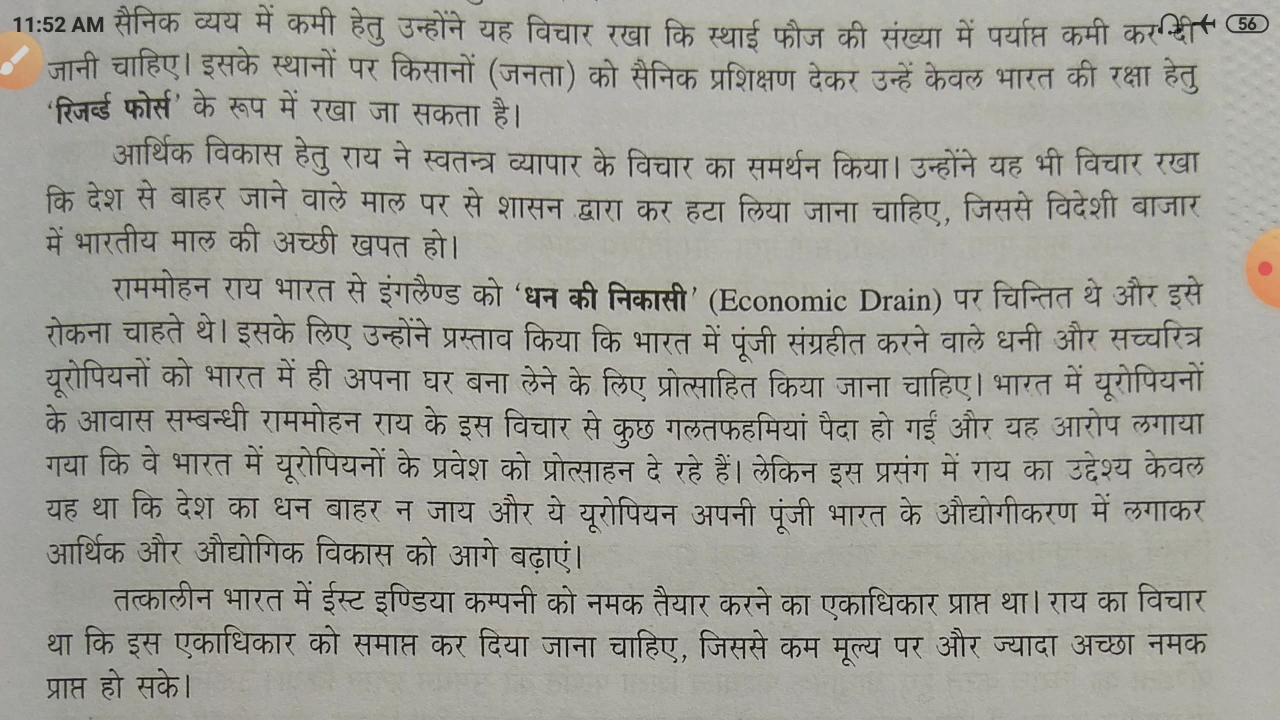 11:52 AM
56
सैनिक व्यय में कमी हेतु उन्होंने यह विचार रखा कि स्थाई फौज की संख्या में पर्याप्त कमी कर दी
जानी चाहिए। इसके स्थानों पर किसानों (जनता) को सैनिक प्रशिक्षण देकर उन्हें केवल भारत की रक्षा हेतु
'रिजर्व्ड फोर्स' के रूप में रखा जा सकता है।
आर्थिक विकास हेतु राय ने स्वतन्त्र व्यापार के विचार का समर्थन किया। उन्होंने यह भी विचार रखा
कि देश से बाहर जाने वाले माल पर से शासन द्वारा कर हटा लिया जाना चाहिए, जिससे विदेशी बाजार
में भारतीय माल की अच्छी खपत हो।
राममोहन राय भारत से इंगलैण्ड को 'धन की निकासी' (Economic Drain) पर चिन्तित थे और इसे
रोकना चाहते थे। इसके लिए उन्होंने प्रस्ताव किया कि भारत में पूंजी संग्रहीत करने वाले धनी और सच्चरित्र
यूरोपियनों को भारत में ही अपना घर बना लेने के लिए प्रोत्साहित किया जाना चाहिए। भारत में यूरोपियनों
के आवास सम्बन्धी राममोहन राय के इस विचार से कुछ गलतफहमियां पैदा हो गईं और यह आरोप लगाया
गया कि वे भारत में यूरोपियनों के प्रवेश को प्रोत्साहन दे रहे हैं। लेकिन इस प्रसंग में राय का उद्देश्य केवल
यह था कि देश का धन बाहर न जाय और ये यूरोपियन अपनी पूंजी भारत के औद्योगीकरण में लगाकर
आर्थिक और औद्योगिक विकास को आगे बढ़ाएं।
तत्कालीन भारत में ईस्ट इण्डिया कम्पनी को नमक तैयार करने का एकाधिकार प्राप्त था। राय का विचार
था कि इस एकाधिकार को समाप्त कर दिया जाना चाहिए, जिससे कम मूल्य पर और ज्यादा अच्छा नमक
प्राप्त हो सके।